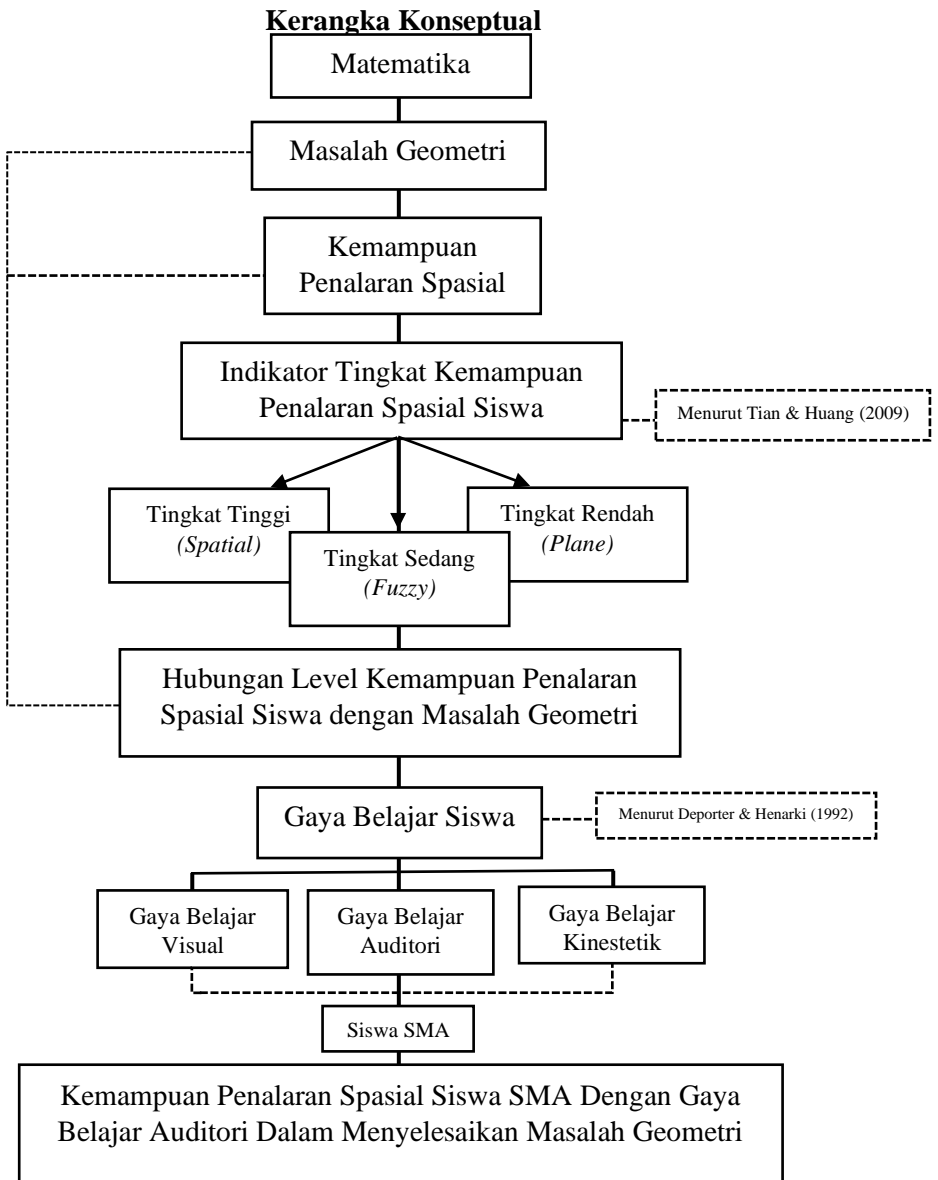 Kerangka Konseptual
Matematika
Masalah Geometri
Kemampuan
Penalaran Spasial
Indikator Tingkat Kemampuan
Penalaran Spasial Siswa
Menurut Tian & Huang (2009)
Tingkat Tinggi
(Spatial)
Tingkat Sedang
(Fuzzy)
Tingkat Rendah
(Plane)
Hubungan Level Kemampuan Penalaran
Spasial Siswa dengan Masalah Geometri
Gaya Belajar Siswa
Menurut Deporter & Henarki (1992)
Gaya Belajar
Visual
Gaya Belajar
Auditori
Gaya Belajar
Kinestetik
Siswa SMA
Kemampuan Penalaran Spasial Siswa SMA Dengan Gaya
Belajar Auditori Dalam Menyelesaikan Masalah Geometri